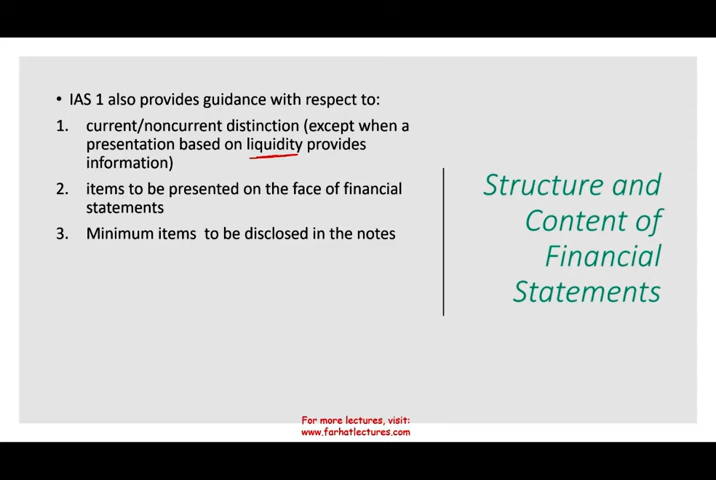 • IAS 1 also provides guidance with respect to:
1. current/noncurrent distinction (except when a
presentation based on liquidity provides
information)
2. items to be presented on the face of financial
statements
3. Minimum items to be disclosed in the notes
Structure and
Content of
Financial
Statements
For more lectures, visit:
www.farhatlectures.com